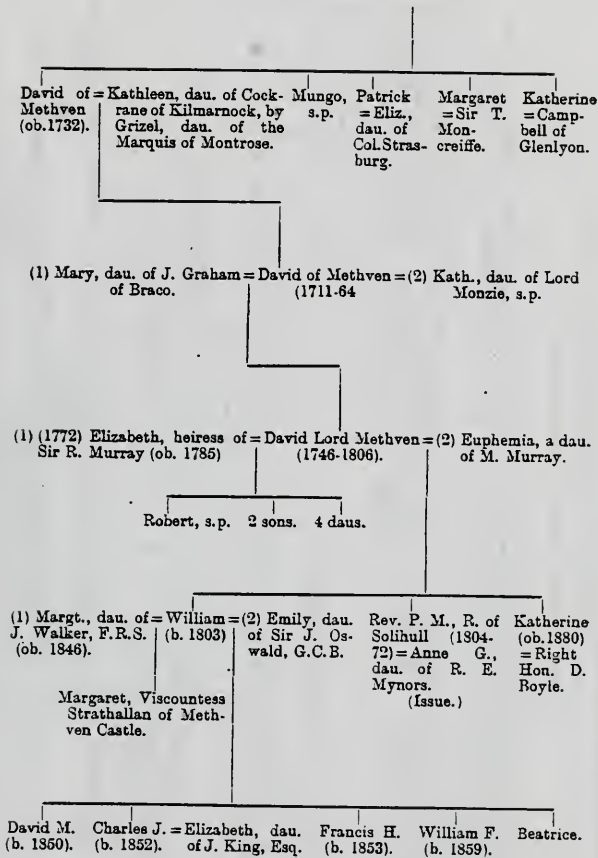 David of = Kathleen, dau. of Cock-
Methven rane of Kilmarnock, by
(ob.1732). Grizel, dau. of the
Marquis of Montrose.
Mungo,
s.p.
Patrick
= Eliz.,
dau. of
Col.Stras-
burg.
Margaret
=Sir T.
Mon-
creiffe.
Katherine
=Camp-
bell of
Glenlyon.
(1) Mary, dau. of J. Graham = David of Methven = (2) Kath., dau. of Lord
of Braco. (1711-64 Monzie, s.p.
(1) (1772) Elizabeth, heiress of = David Lord Methven = (2) Euphemia, a dau.
Sir R. Murray (ob. 1785) (1746-1806). of M. Murray.
Robert, s.p. 2 sons. 4 daus.
(1) Margt., dau. of = William = (2) Emily, dau.
J. Walker, F.R.S. (b. 1803) of Sir J. Os-
(ob. 1846). wald, G.C.B.
Rev. P. M., R. of
Solihull (1804-
72) = Anne G.,
dau. of R. E.
Mynors.
(Issue.)
Katherine
(ob.1880)
= Right
Hon. D.
Boyle.
Margaret, Viscountess
Strathallan of Meth-
ven Castle.
David M. Charles J. = Elizabeth, dau. Francis H. William F. Beatrice.
(b. 1850). (b. 1852). of J. King, Esq. (b. 1853). (b. 1859).